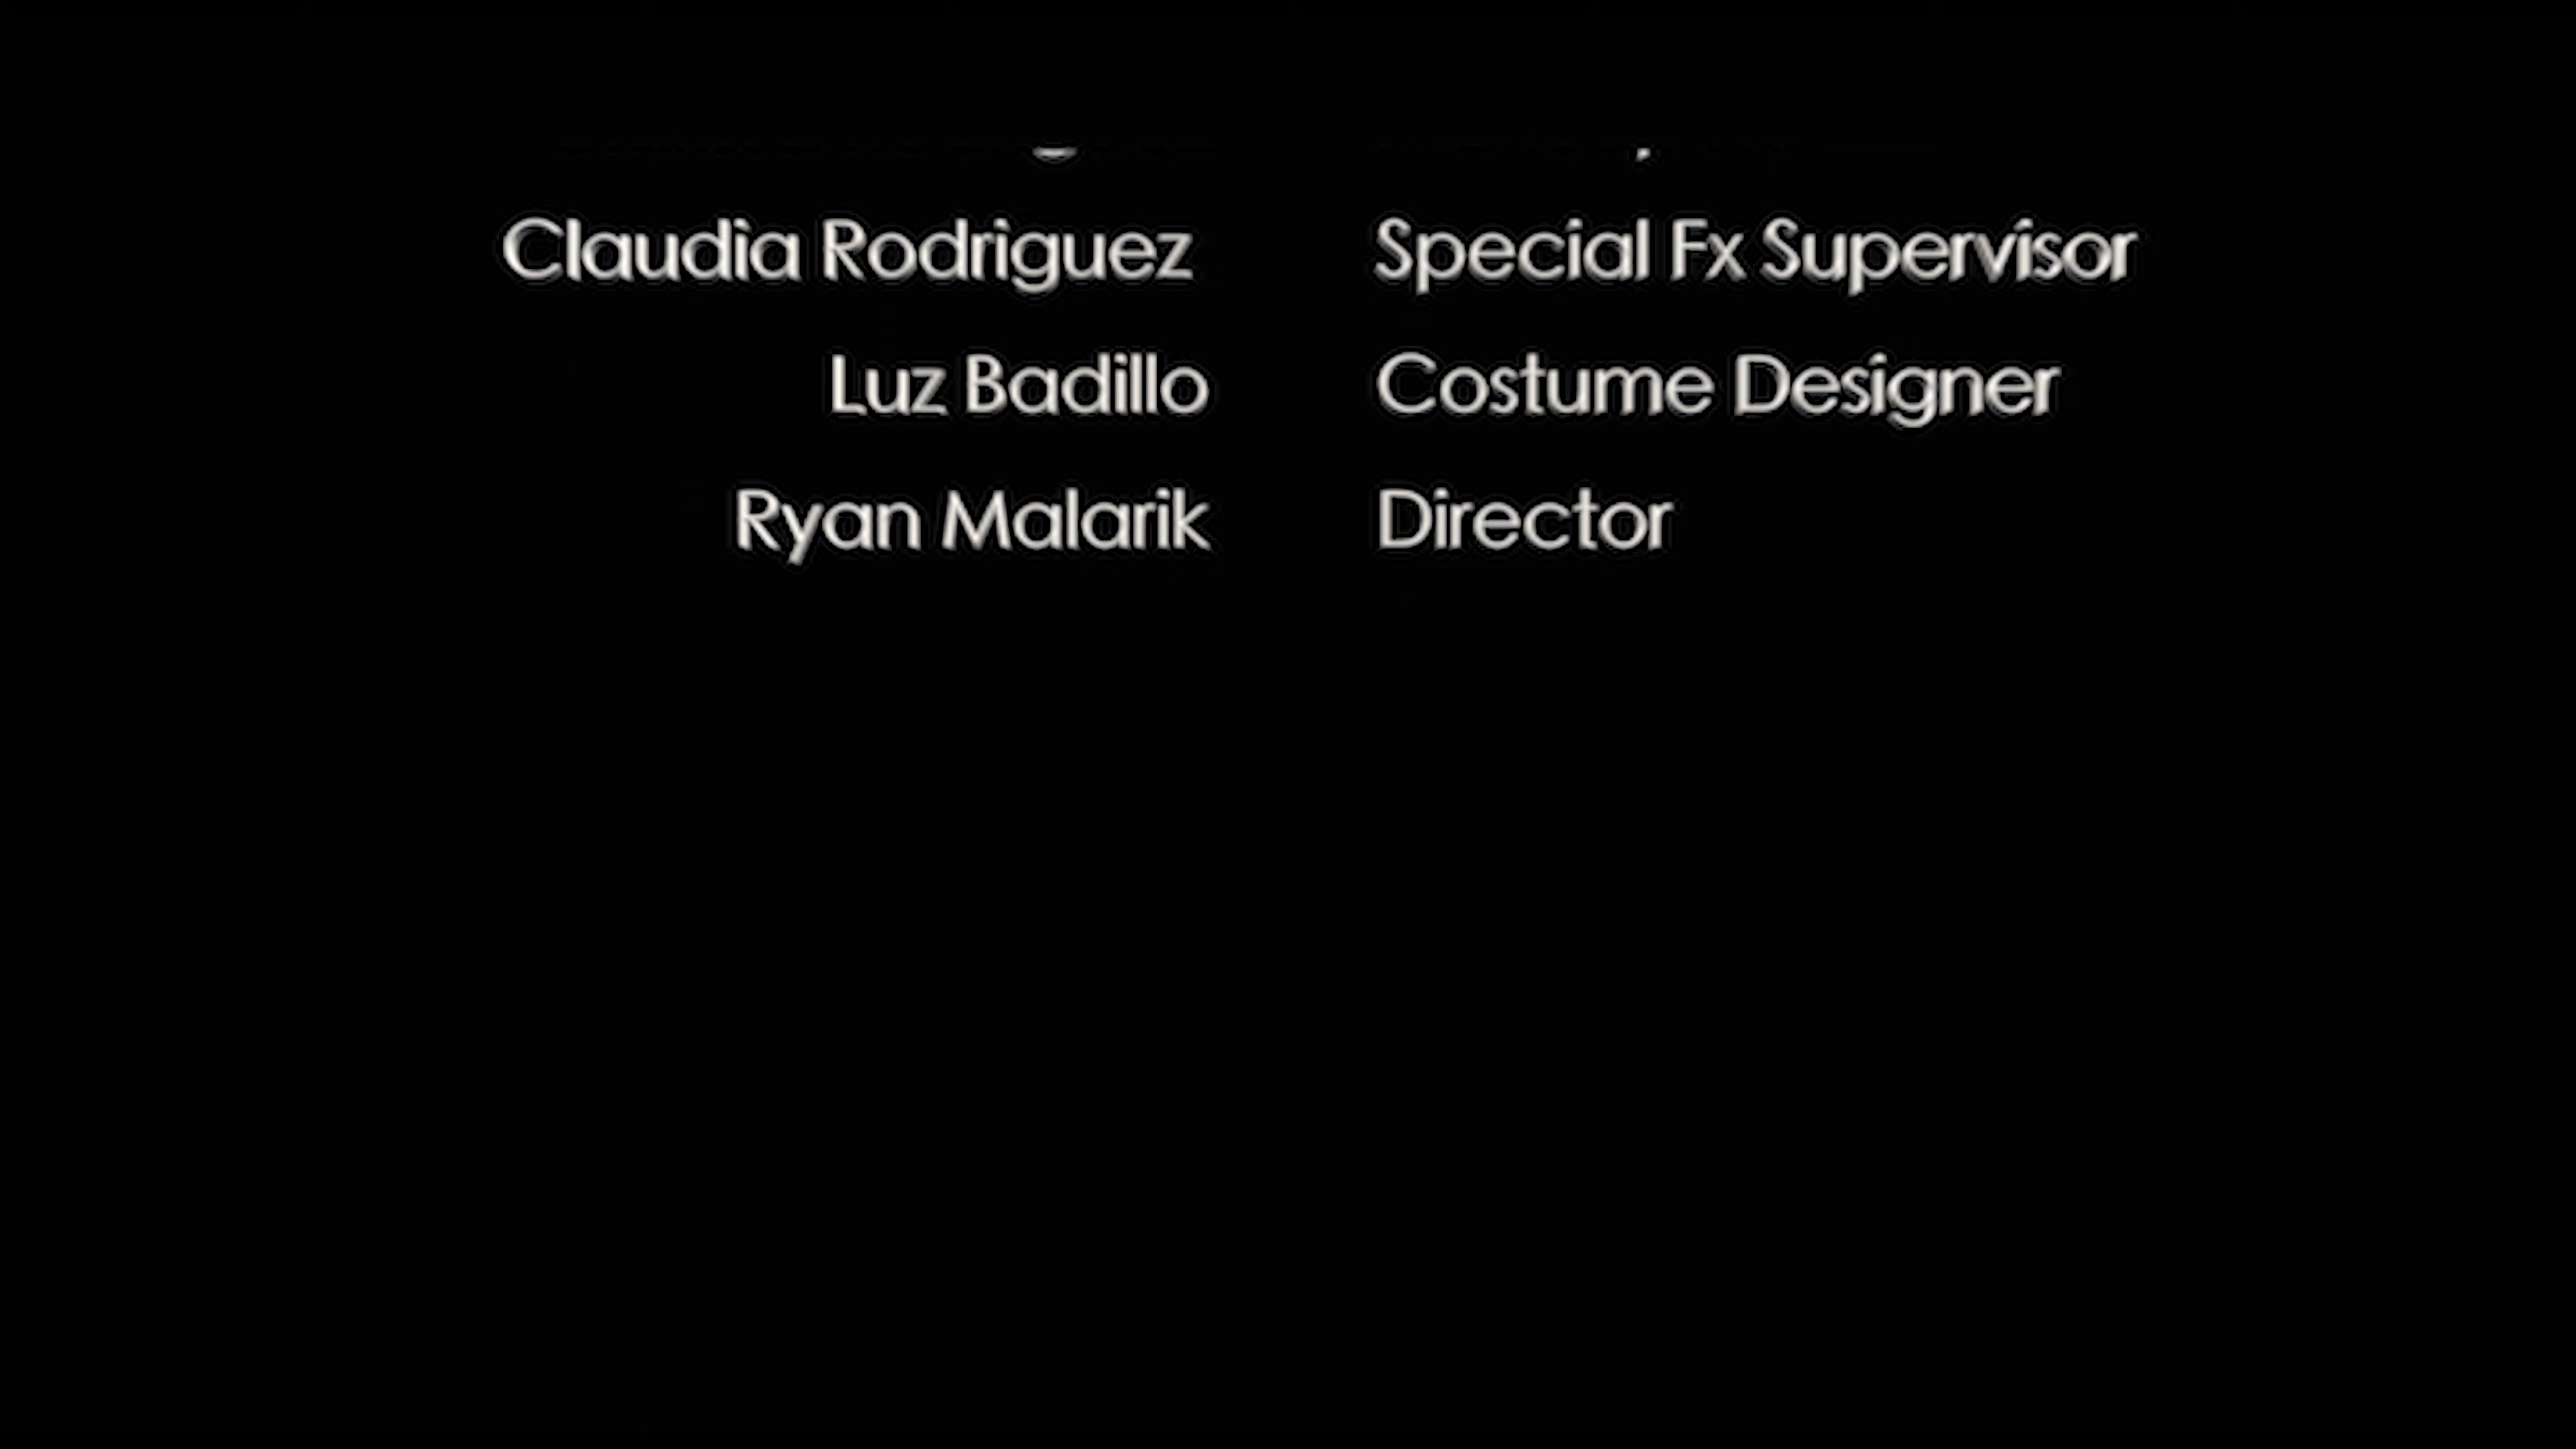 Claudia Rodriguez Special Fx Supervisor
Luz Badillo Costume Designer
Ryan Malarik Director